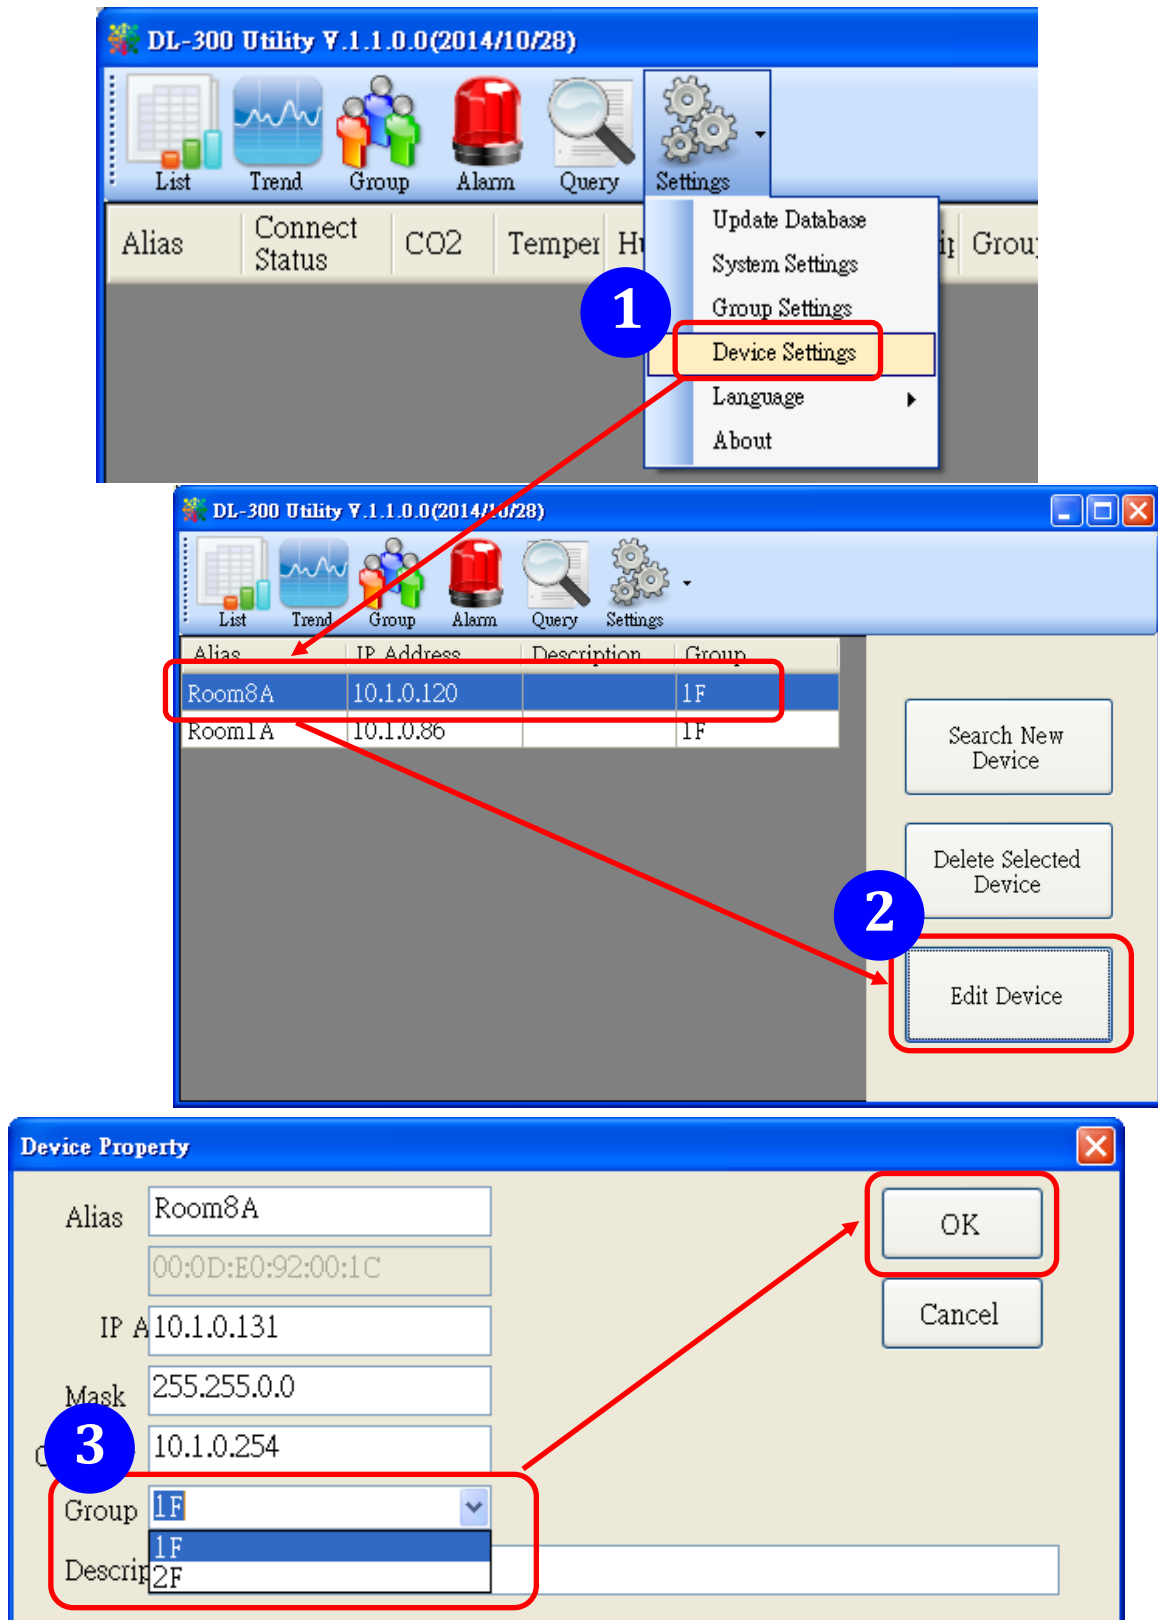 DL-300 Utility V.1.1.0.0(2014/10/28)
List Trend Group Alarm Query Settings
Alias Connect Status CO2 Temper Grou
Update Database
System Settings
Group Settings
1
Device Settings
Language
About
DL-300 Utility V.1.1.0.0(2014/10/28)
List Trend Group Alarm Query Settings
Alias IP Address Description Group
Room8A 10.1.0.120 1F
Room1A 10.1.0.86 1F
Search New
Device
Delete Selected
Device
2
Edit Device
Device Property
Alias Room8A
OK
00:0D:E0:92:00:1C
IP A 10.1.0.131
Cancel
Mask 255.255.0.0
3
10.1.0.254
Group 1F
1F
Descrip
2F